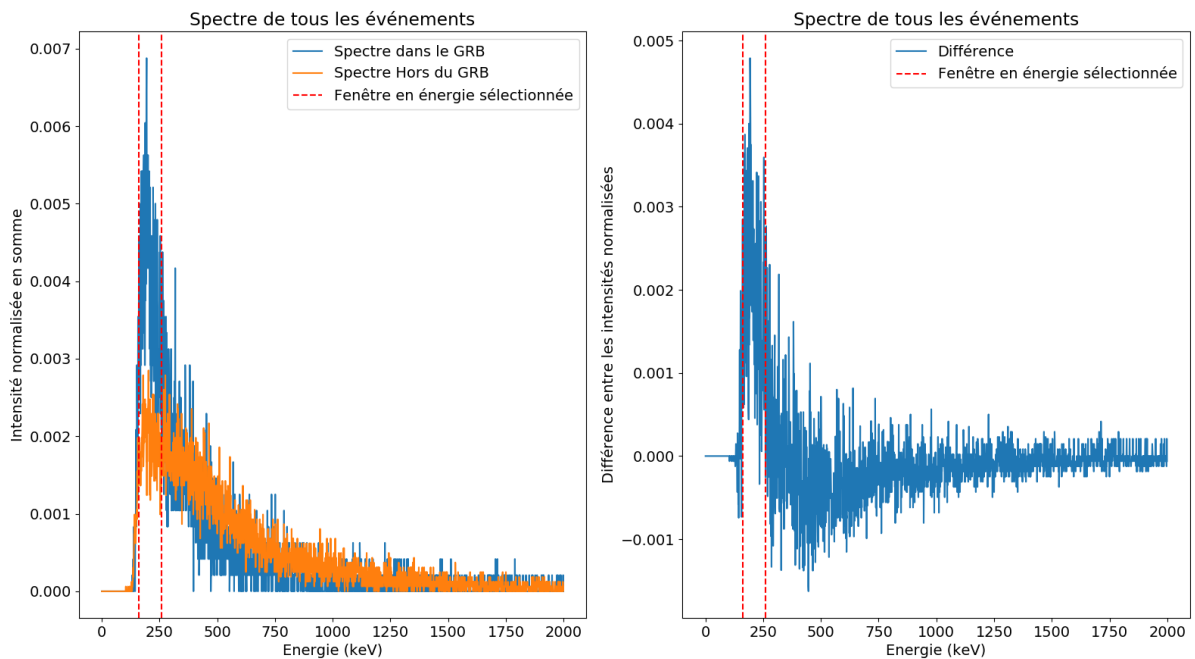 Spectre de tous les événements
Spectre dans le GRB
Spectre Hors du GRB
Fenêtre en énergie sélectionnée
Intensité normalisée en somme
0.007
0.006
0.005
0.004
0.003
0.002
0.001
0.000
0 250 500 750 1000 1250 1500 1750 2000
Energie (keV)
Spectre de tous les événements
Différence
Fenêtre en énergie sélectionnée
Différence entre les intensités normalisées
0.005
0.004
0.003
0.002
0.001
0.000
−0.001
0 250 500 750 1000 1250 1500 1750 2000
Energie (keV)